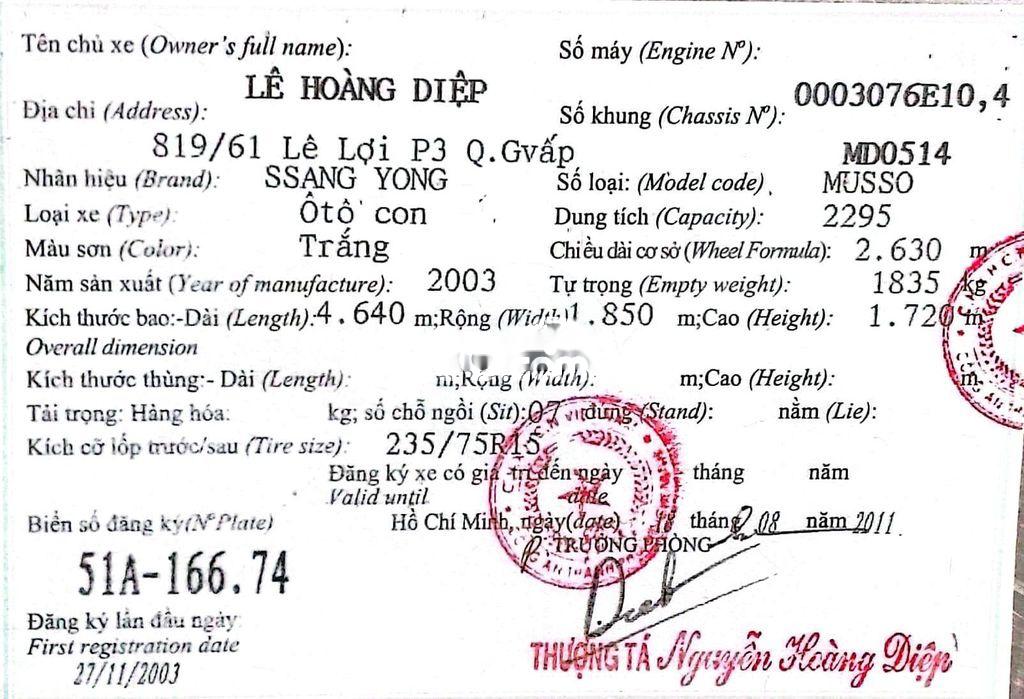 Tên chủ xe (Owner's full name):
LÊ HOÀNG DIỆP
Số máy (Engine Nº):
0003076E10,4
Địa chỉ (Address):
819/61 Lê Lợi P3 Q.Gvấp
Số khung (Chassis Nº):
MD0514
Nhãn hiệu (Brand): SSANG YONG
Số loại: (Model code) MUSSO
Loại xe (Type): Ôtô con
Dung tích (Capacity): 2295
Màu sơn (Color): Trắng
Chiều dài cơ sở (Wheel Formula): 2.630 m
Năm sản xuất (Year of manufacture): 2003
Tự trọng (Empty weight): 1835 kg
Kích thước bao:-Dài (Length):4.640 m;Rộng (Width)1.850 m;Cao (Height): 1.720 m
Overall dimension
Kích thước thùng:- Dài (Length): m;Rộng (Width): m;Cao (Height): m
Tải trọng: Hàng hóa: kg; số chỗ ngồi (Sit):07 đứng (Stand): nằm (Lie):
Kích cỡ lốp trước/sau (Tire size): 235/75R15
Đăng ký xe có giá trị đến ngày tháng năm
Valid until date
Biển số đăng ký(NºPlate)
Hồ Chí Minh, ngày(date) 18 tháng 08 năm 2011
TRƯỞNG PHÒNG
51A-166.74
Đăng ký lần đầu ngày:
First registration date
27/11/2003
THƯỢNG TÁ Nguyễn Hoàng Diệp